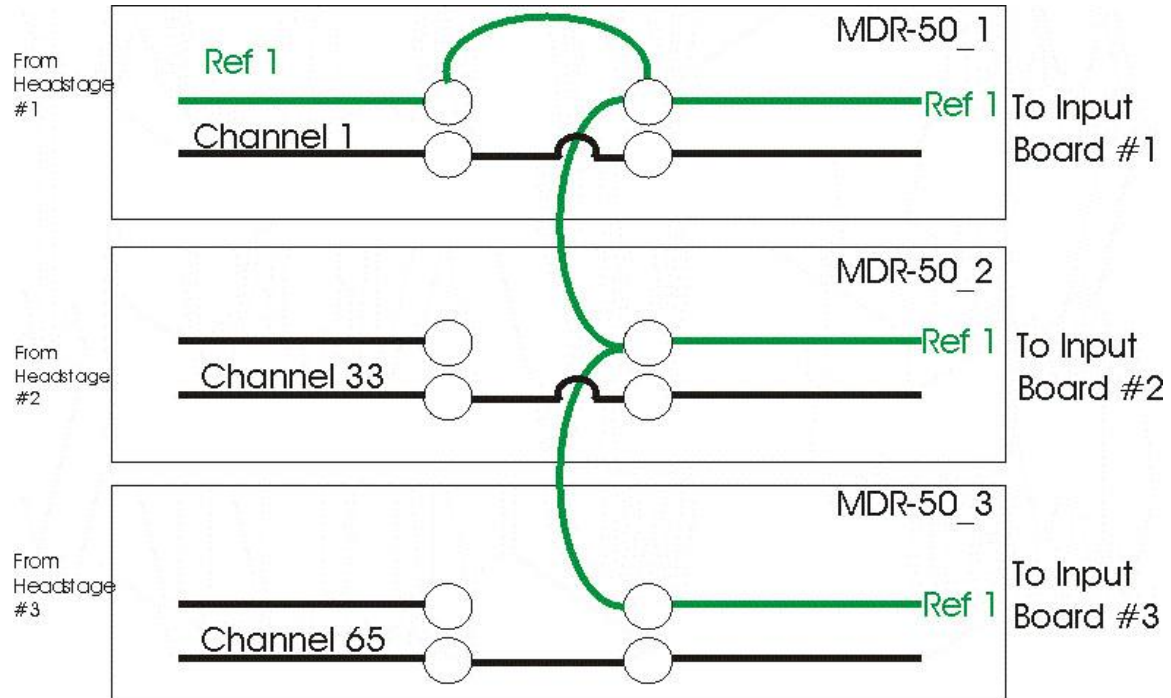 MDR-50_1
From
Headstage
#1
Ref 1
Channel 1
Ref 1
To Input
Board #1
MDR-50_2
From
Headstage
#2
Channel 33
Ref 1
To Input
Board #2
MDR-50_3
From
Headstage
#3
Channel 65
Ref 1
To Input
Board #3